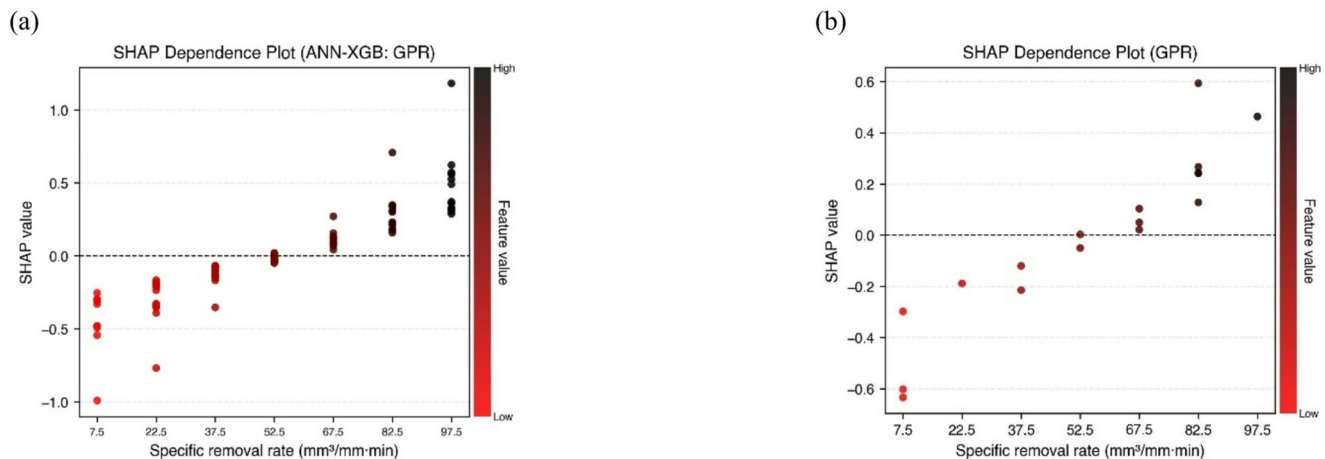 (a)
SHAP Dependence Plot (ANN-XGB: GPR)
SHAP value
1.0
0.5
0.0
−0.5
−1.0
7.5 22.5 37.5 52.5 67.5 82.5 97.5
Specific removal rate (mm³/mm·min)
High
Feature value
Low
(b)
SHAP Dependence Plot (GPR)
SHAP value
0.6
0.4
0.2
0.0
−0.2
−0.4
−0.6
7.5 22.5 37.5 52.5 67.5 82.5 97.5
Specific removal rate (mm³/mm·min)
High
Feature value
Low